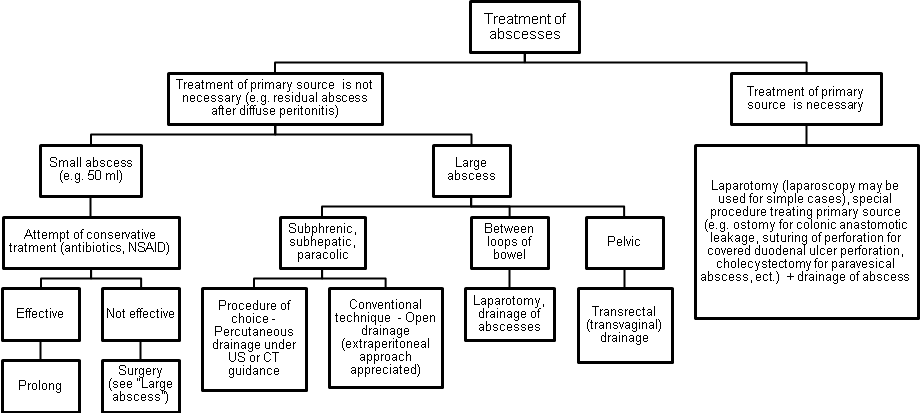 Treatment of
abscesses
Treatment of primary source is not
necessary (e.g. residual abscess
after diffuse peritonitis)
Treatment of primary
source is necessary
Small abscess
(e.g. 50 ml)
Large
abscess
Laparotomy (laparoscopy may be
used for simple cases), special
procedure treating primary source
(e.g. ostomy for colonic anastomotic
leakage, suturing of perforation for
covered duodenal ulcer perforation,
cholecystectomy for paravesical
abscess, ect.) + drainage of abscess
Attempt of conservative
tratment (antibiotics, NSAID)
Subphrenic,
subhepatic,
paracolic
Between
loops of
bowel
Pelvic
Effective
Not effective
Procedure of
choice -
Percutaneous
drainage under
US or CT
guidance
Conventional
technique - Open
drainage
(extraperitoneal
approach
appreciated)
Laparotomy,
drainage of
abscesses
Transrectal
(transvaginal)
drainage
Prolong
Surgery
(see "Large
abscess")